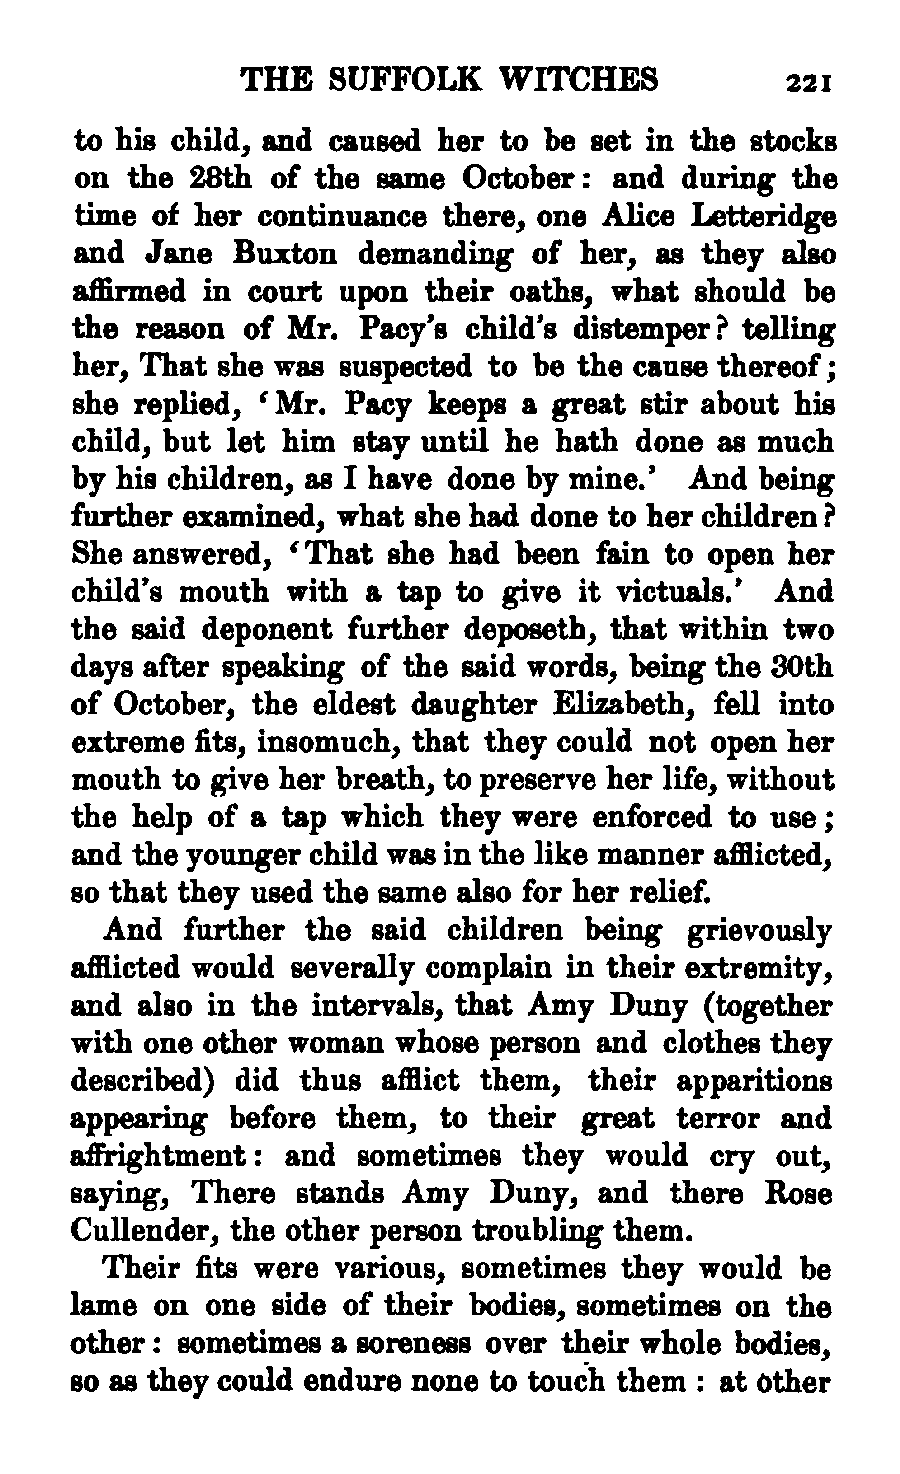 THE SUFFOLK WITCHES 221
to his child, and caused her to be set in the stocks
on the 28th of the same October: and during the
time of her continuance there, one Alice Letteridge
and Jane Buxton demanding of her, as they also
affirmed in court upon their oaths, what should be
the reason of Mr. Pacy's child's distemper? telling
her, That she was suspected to be the cause thereof;
she replied, 'Mr. Pacy keeps a great stir about his
child, but let him stay until he hath done as much
by his children, as I have done by mine.' And being
further examined, what she had done to her children?
She answered, 'That she had been fain to open her
child's mouth with a tap to give it victuals.' And
the said deponent further deposeth, that within two
days after speaking of the said words, being the 30th
of October, the eldest daughter Elizabeth, fell into
extreme fits, insomuch, that they could not open her
mouth to give her breath, to preserve her life, without
the help of a tap which they were enforced to use;
and the younger child was in the like manner afflicted,
so that they used the same also for her relief.
And further the said children being grievously
afflicted would severally complain in their extremity,
and also in the intervals, that Amy Duny (together
with one other woman whose person and clothes they
described) did thus afflict them, their apparitions
appearing before them, to their great terror and
affrightment: and sometimes they would cry out,
saying, There stands Amy Duny, and there Rose
Cullender, the other person troubling them.
Their fits were various, sometimes they would be
lame on one side of their bodies, sometimes on the
other: sometimes a soreness over their whole bodies,
so as they could endure none to touch them: at other